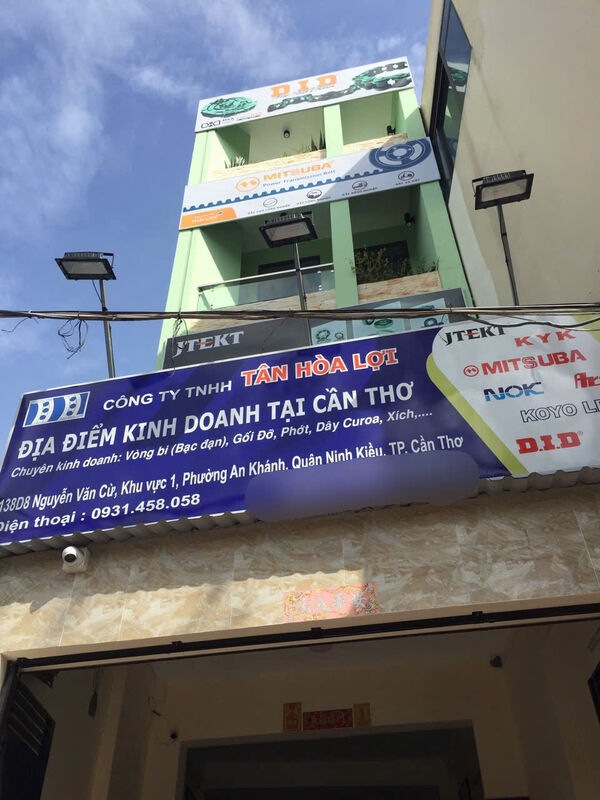 D.I.D
MITSUBA
Power Transmission Belt
JTEKT
CÔNG TY TNHH TÂN HÒA LỢI
ĐỊA ĐIỂM KINH DOANH TẠI CẦN THƠ
Chuyên kinh doanh: Vòng bi (Bạc đạn), Gối Đỡ, Phớt, Dây Curoa, Xích,....
138D8 Nguyễn Văn Cừ, Khu vực 1, Phường An Khánh, Quận Ninh Kiều, TP. Cần Thơ
Điện thoại : 0931.458.058
JTEKT
KYK
MITSUBA
NOK
KOYO
D.I.D